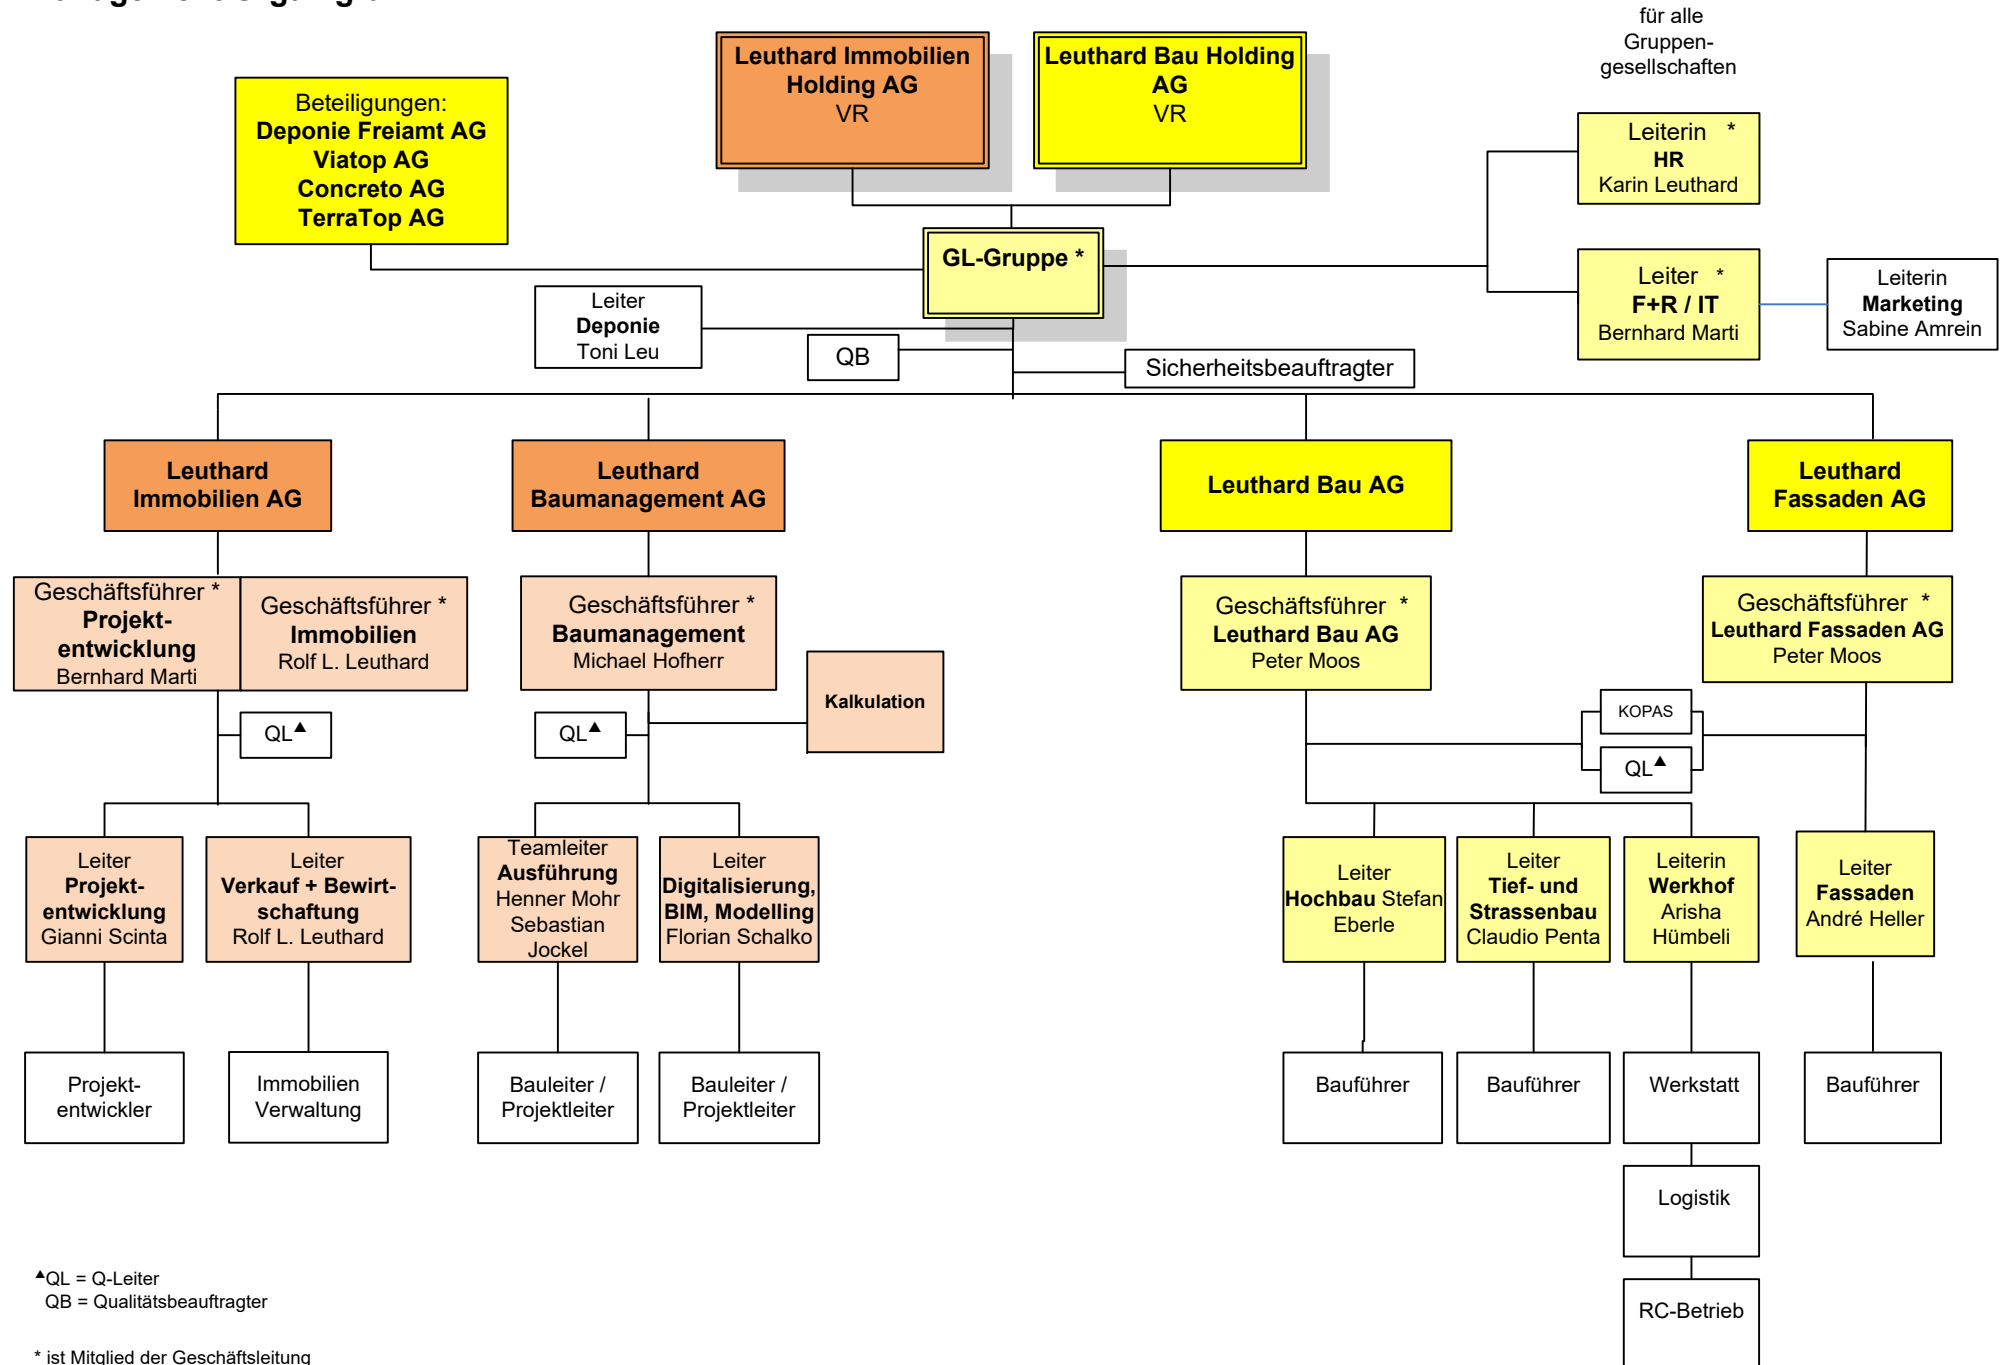 für alle
Gruppen-
gesellschaften
Leuthard Immobilien
Holding AG
VR
Leuthard Bau Holding
AG
VR
Beteiligungen:
Deponie Freiamt AG
Viatop AG
Concreto AG
TerraTop AG
Leiterin *
HR
Karin Leuthard
GL-Gruppe *
Leiter *
F+R / IT
Bernhard Marti
Leiterin
Marketing
Sabine Amrein
Leiter
Deponie
Toni Leu
QB
Sicherheitsbeauftragter
Leuthard
Immobilien AG
Leuthard
Baumanagement AG
Leuthard Bau AG
Leuthard
Fassaden AG
Geschäftsführer *
Projekt-
entwicklung
Bernhard Marti
Geschäftsführer *
Immobilien
Rolf L. Leuthard
Geschäftsführer *
Baumanagement
Michael Hofherr
Geschäftsführer *
Leuthard Bau AG
Peter Moos
Geschäftsführer *
Leuthard Fassaden AG
Peter Moos
Kalkulation
QL▲
QL▲
KOPAS
QL▲
Leiter
Projekt-
entwicklung
Gianni Scinta
Leiter
Verkauf + Bewirt-
schaftung
Rolf L. Leuthard
Teamleiter
Ausführung
Henner Mohr
Sebastian
Jockel
Leiter
Digitalisierung,
BIM, Modelling
Florian Schalko
Leiter
Hochbau Stefan
Eberle
Leiter
Tief- und
Strassenbau
Claudio Penta
Leiterin
Werkhof
Arisha
Hümbeli
Leiter
Fassaden
André Heller
Projekt-
entwickler
Immobilien
Verwaltung
Bauleiter /
Projektleiter
Bauleiter /
Projektleiter
Bauführer
Bauführer
Werkstatt
Bauführer
Logistik
RC-Betrieb
▲QL = Q-Leiter
QB = Qualitätsbeauftragter
* ist Mitglied der Geschäftsleitung